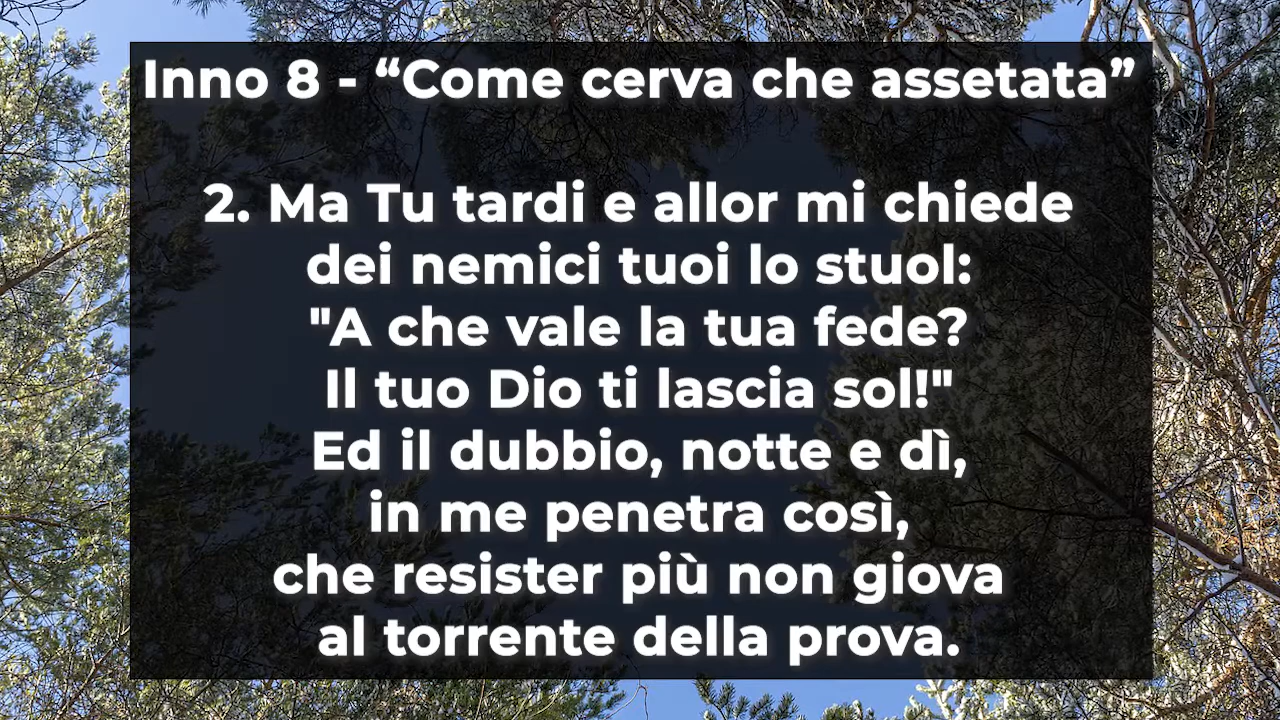 Inno 8 - “Come cerva che assetata”
2. Ma Tu tardi e allor mi chiede
dei nemici tuoi lo stuol:
"A che vale la tua fede?
Il tuo Dio ti lascia sol!"
Ed il dubbio, notte e dì,
in me penetra così,
che resister più non giova
al torrente della prova.